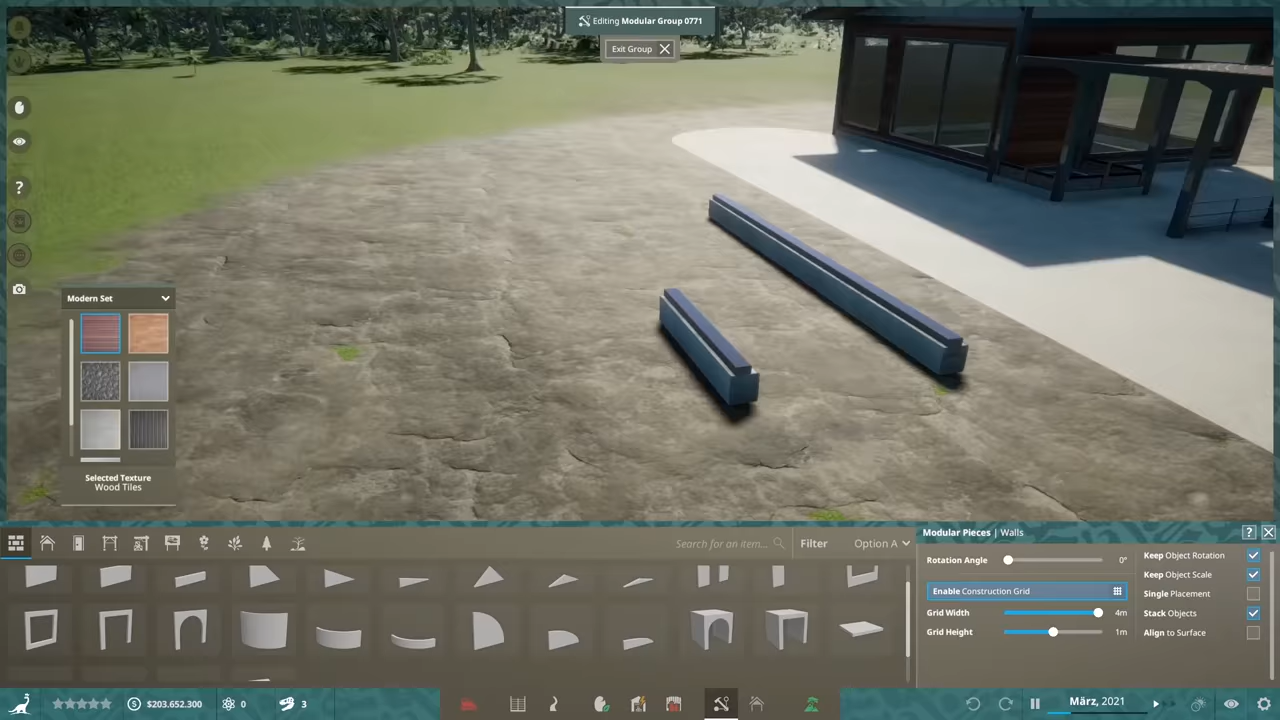 Editing Modular Group 0771
Exit Group
?
Modern Set
Selected Texture
Wood Tiles
Search for an item...
Filter
Option A
Modular Pieces | Walls
?
Rotation Angle
0°
Enable Construction Grid
Grid Width
4m
Grid Height
1m
Keep Object Rotation
Keep Object Scale
Single Placement
Stack Objects
Align to Surface
$
$203.652.300
0
3
März, 2021